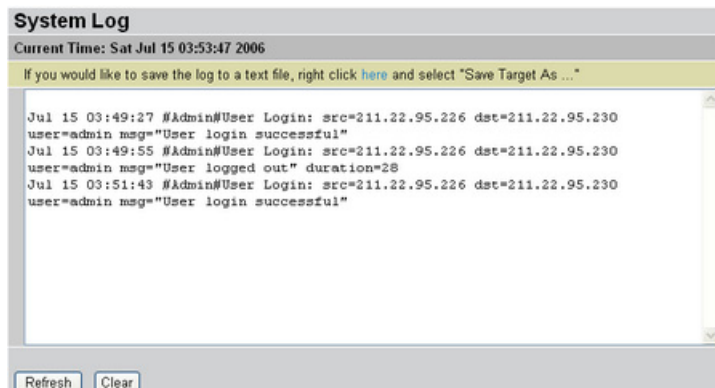 System Log
Current Time: Sat Jul 15 03:53:47 2006
If you would like to save the log to a text file, right click here and select "Save Target As ..."
Jul 15 03:49:27 #Admin#User Login: src=211.22.95.226 dst=211.22.95.230
user=admin msg="User login successful"
Jul 15 03:49:55 #Admin#User Login: src=211.22.95.226 dst=211.22.95.230
user=admin msg="User logged out" duration=28
Jul 15 03:51:43 #Admin#User Login: src=211.22.95.226 dst=211.22.95.230
user=admin msg="User login successful"
Refresh Clear